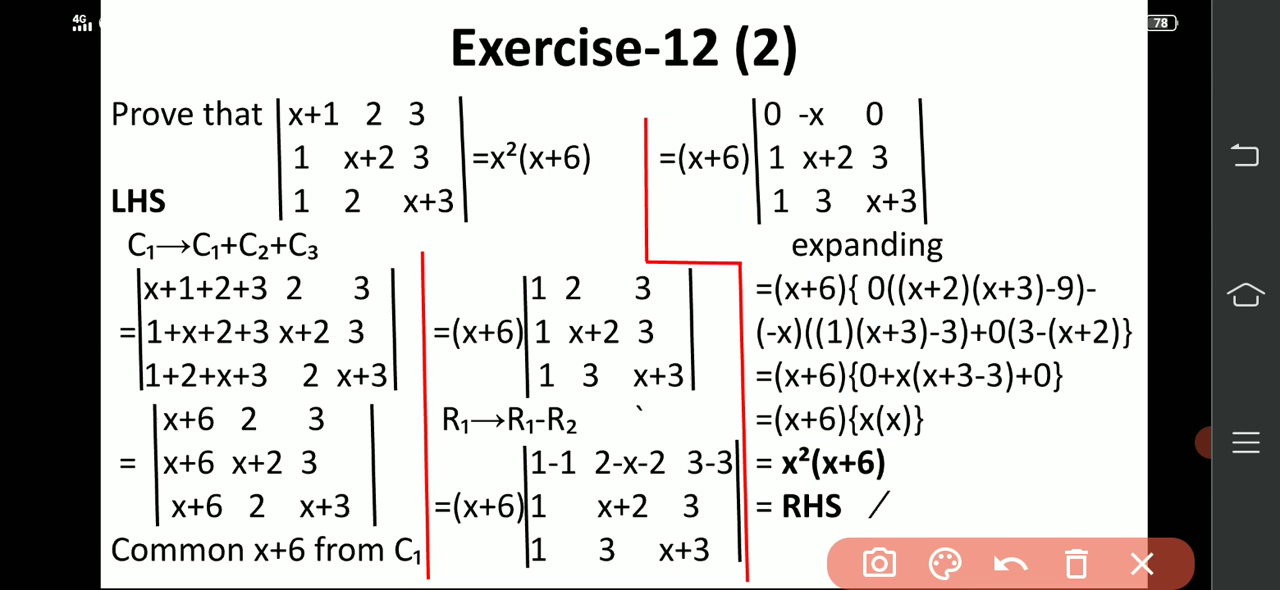 4G
78
Exercise-12 (2)
Prove that |x+1 2 3|
|1 x+2 3| =x²(x+6)
|1 2 x+3|
LHS
C₁→C₁+C₂+C₃
|x+1+2+3 2 3|
=|1+x+2+3 x+2 3|
|1+2+x+3 2 x+3|
|x+6 2 3|
= |x+6 x+2 3|
|x+6 2 x+3|
Common x+6 from C₁
|1 2 3|
=(x+6)|1 x+2 3|
|1 3 x+3|
R₁→R₁-R₂ `
|1-1 2-x-2 3-3|
=(x+6)|1 x+2 3
|1 3 x+3|
|0 -x 0|
=(x+6)|1 x+2 3|
|1 3 x+3|
expanding
=(x+6){ 0((x+2)(x+3)-9)-
(-x)((1)(x+3)-3)+0(3-(x+2)}
=(x+6){0+x(x+3-3)+0}
=(x+6){x(x)}
= x²(x+6)
= RHS /